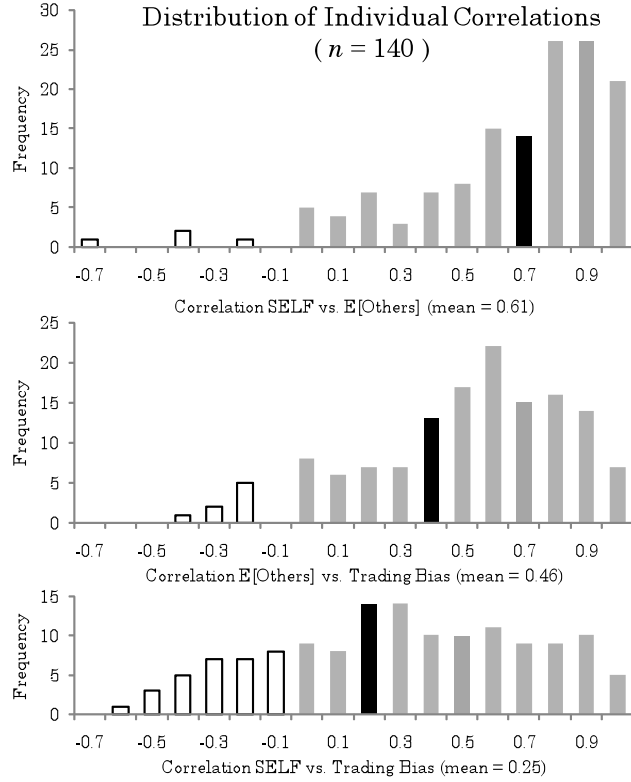 Distribution of Individual Correlations
( n = 140 )
Frequency
30
25
20
15
10
5
0
-0.7 -0.5 -0.3 -0.1 0.1 0.3 0.5 0.7 0.9
Correlation SELF vs. E[Others] (mean = 0.61)
Frequency
25
20
15
10
5
0
-0.7 -0.5 -0.3 -0.1 0.1 0.3 0.5 0.7 0.9
Correlation E[Others] vs. Trading Bias (mean = 0.46)
Frequency
15
10
5
0
-0.7 -0.5 -0.3 -0.1 0.1 0.3 0.5 0.7 0.9
Correlation SELF vs Trading Bias (mean = 0.25)